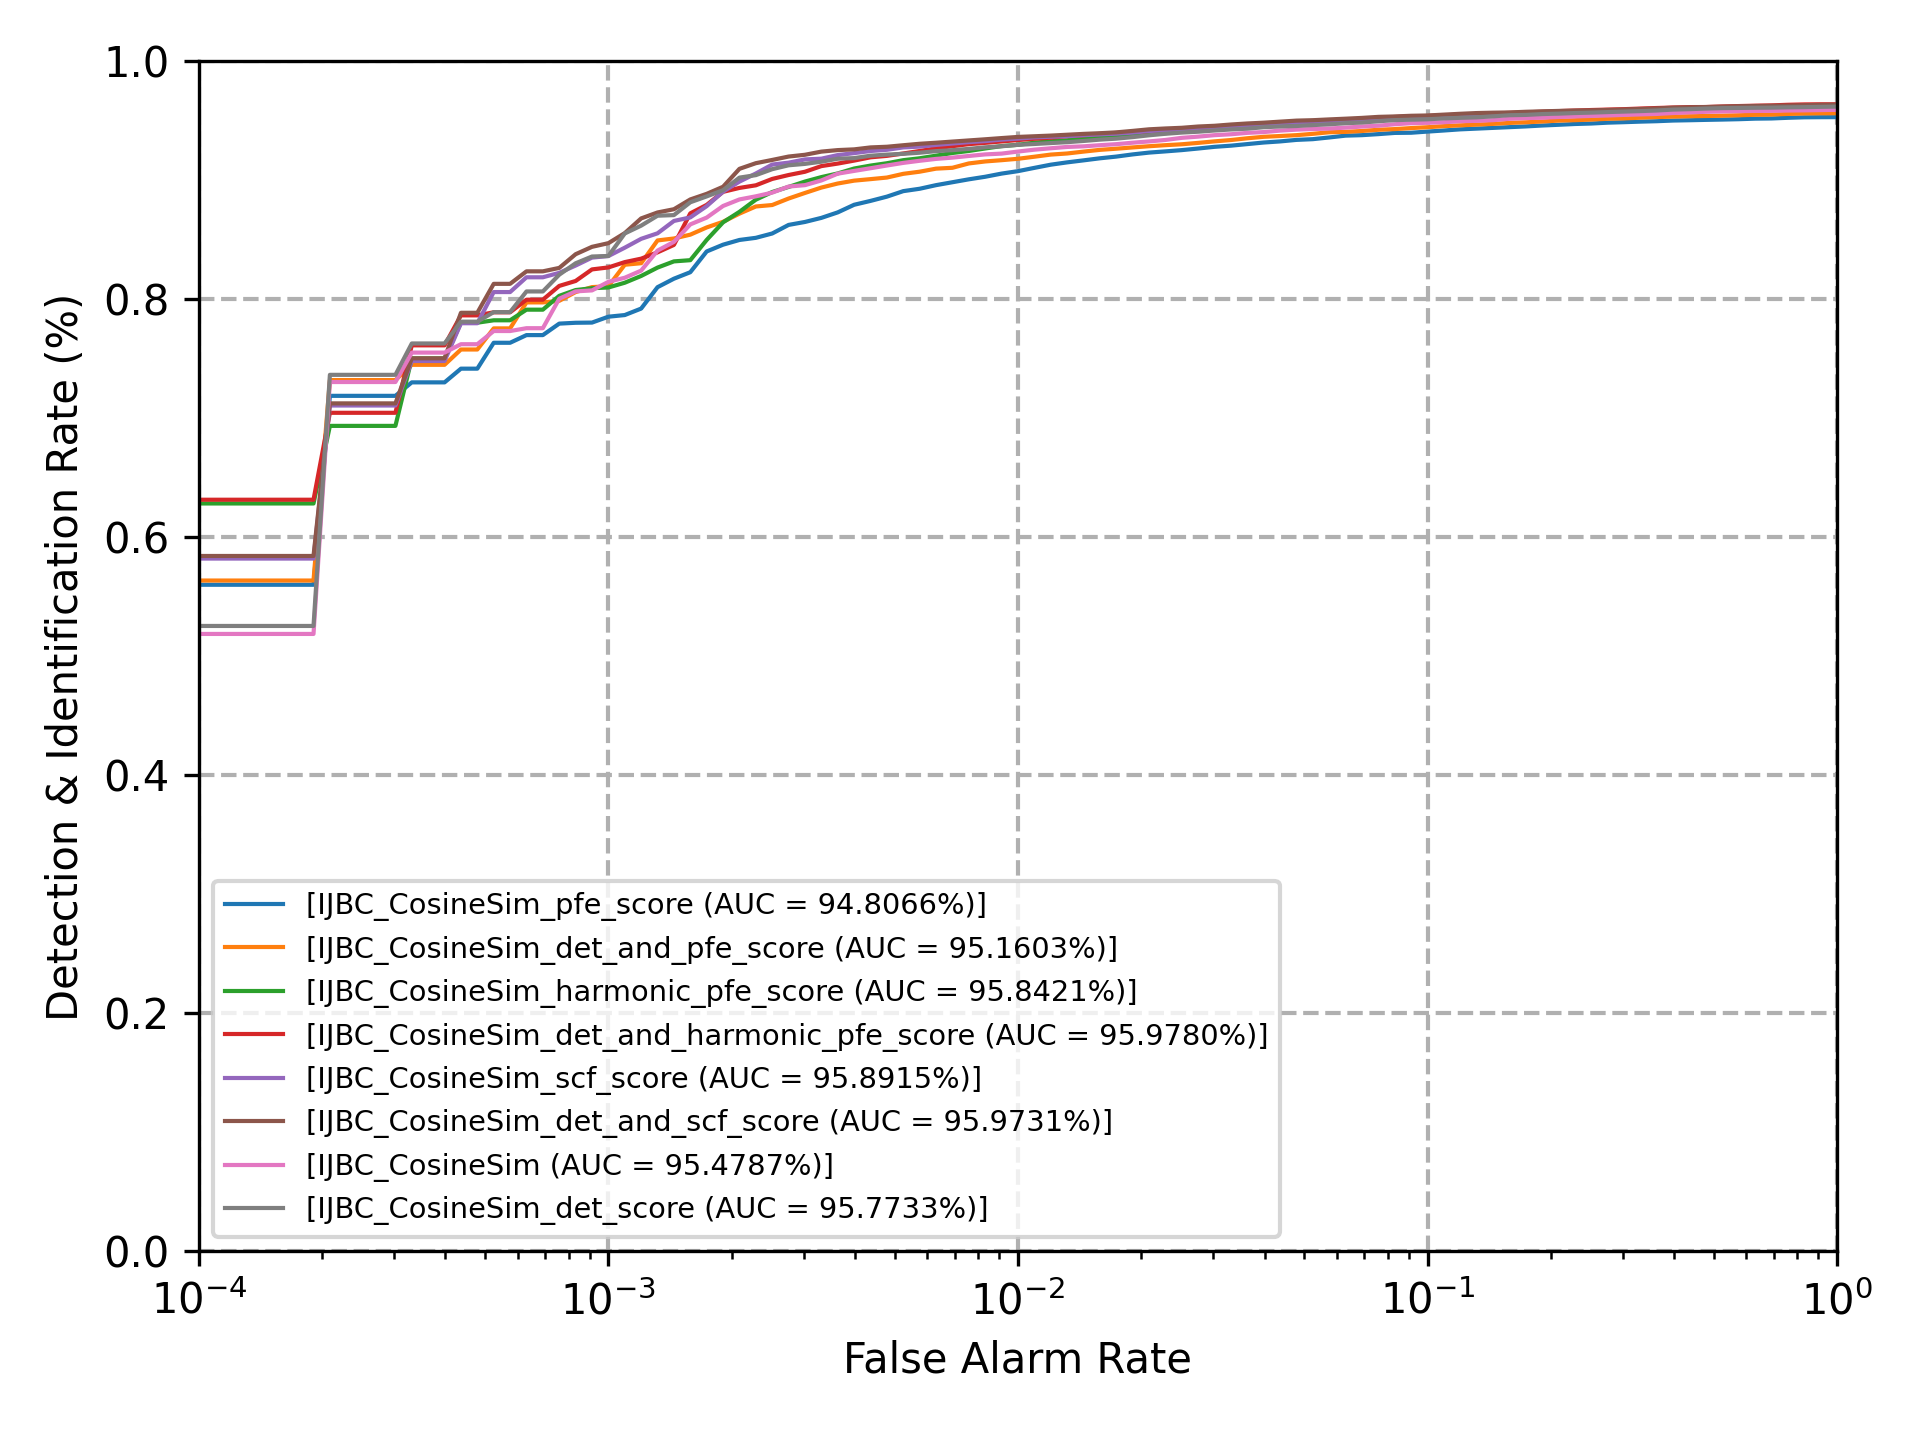 1.0
0.8
0.6
0.4
0.2
0.0
Detection & Identification Rate (%)
[IJBC_CosineSim_pfe_score (AUC = 94.8066%)]
[IJBC_CosineSim_det_and_pfe_score (AUC = 95.1603%)]
[IJBC_CosineSim_harmonic_pfe_score (AUC = 95.8421%)]
[IJBC_CosineSim_det_and_harmonic_pfe_score (AUC = 95.9780%)]
[IJBC_CosineSim_scf_score (AUC = 95.8915%)]
[IJBC_CosineSim_det_and_scf_score (AUC = 95.9731%)]
[IJBC_CosineSim (AUC = 95.4787%)]
[IJBC_CosineSim_det_score (AUC = 95.7733%)]
10⁻⁴ 10⁻³ 10⁻² 10⁻¹ 10⁰
False Alarm Rate